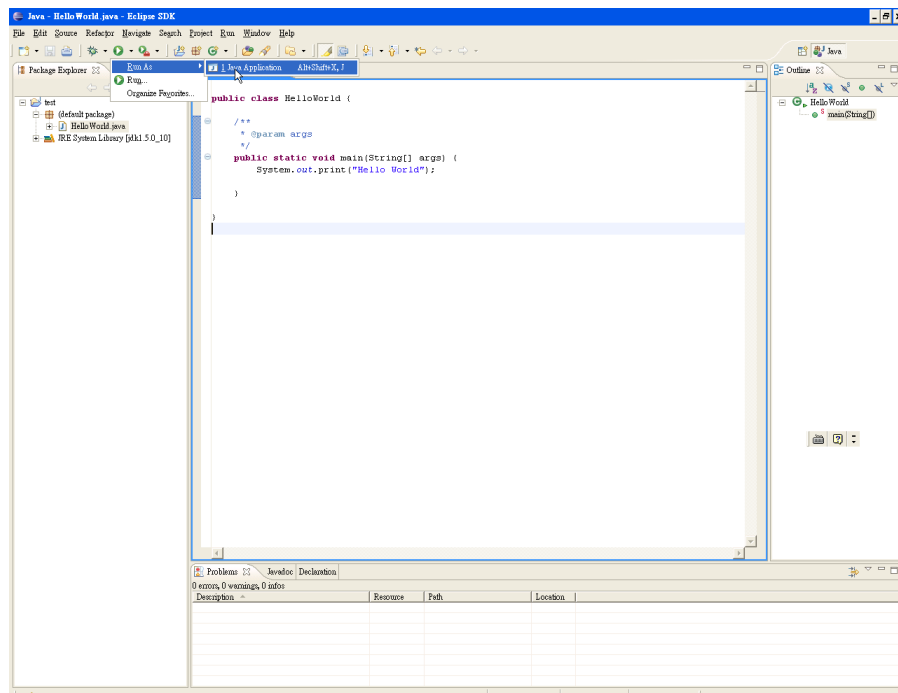 Java - HelloWorld.java - Eclipse SDK
File Edit Source Refactor Navigate Search Project Run Window Help
Java
Package Explorer
Run As
1 Java Application Alt+Shift+X, J
Outline
Run...
Organize Favorites...
test
(default package)
HelloWorld.java
JRE System Library [jdk1.5.0_10]
public class HelloWorld {
/**
* @param args
*/
public static void main(String[] args) {
System.out.print("Hello World");
}
}
HelloWorld
main(String[])
Problems Javadoc Declaration
0 errors, 0 warnings, 0 infos
Description Resource Path Location